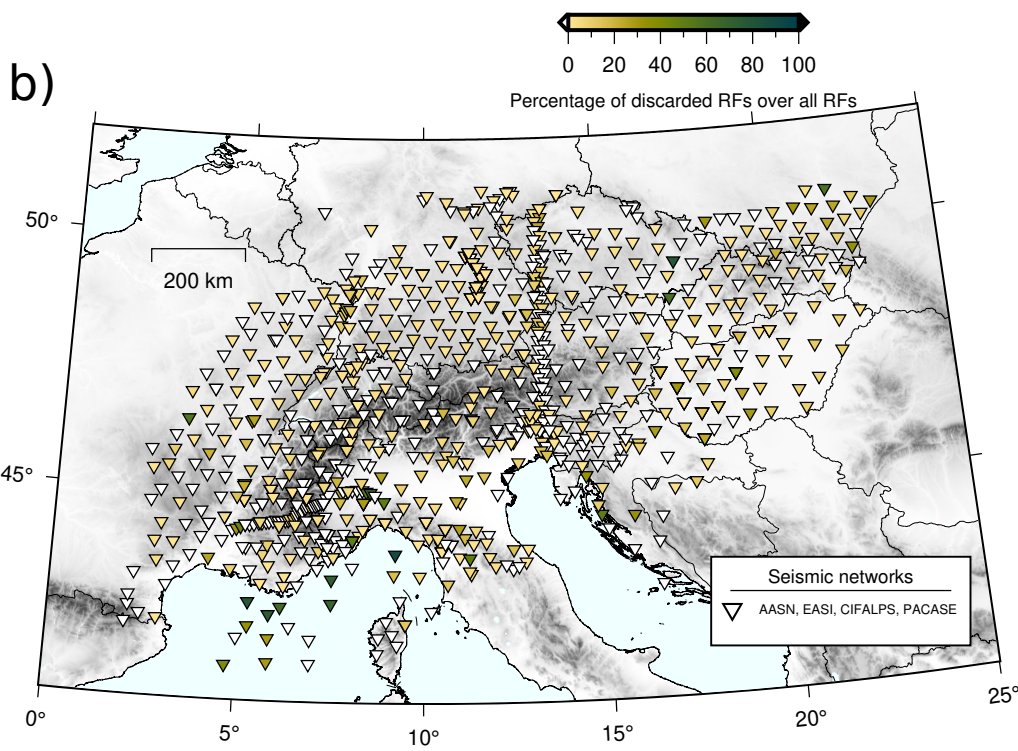 b)
0 20 40 60 80 100
Percentage of discarded RFs over all RFs
50°
200 km
45°
Seismic networks
AASN, EASI, CIFALPS, PACASE
0° 5° 10° 15° 20° 25°